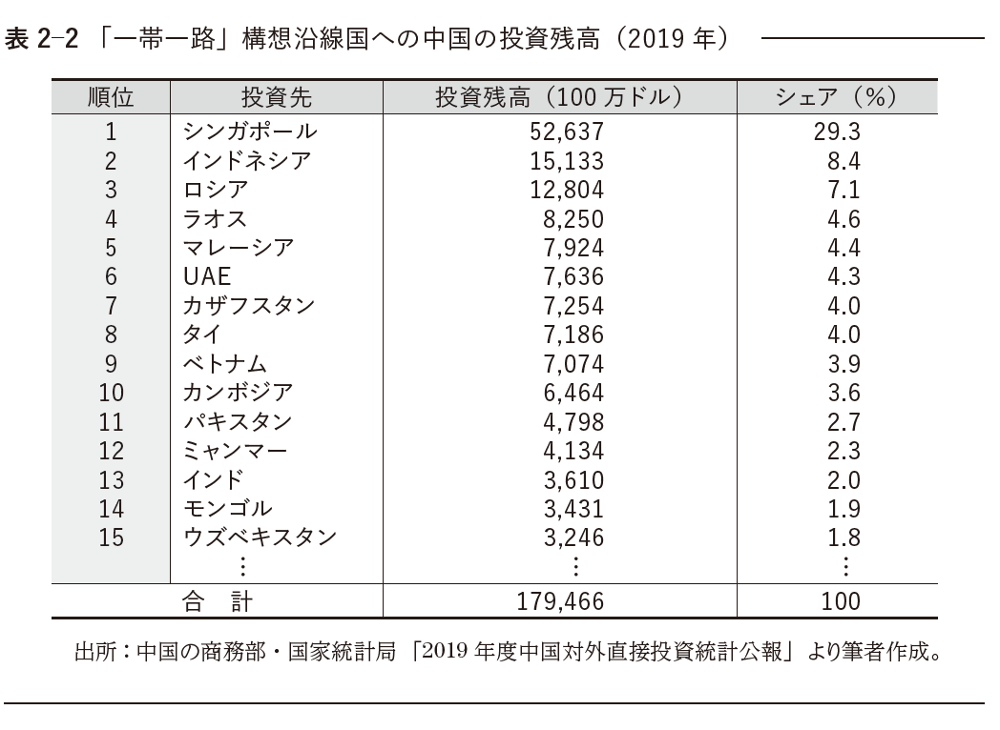 表 2–2 「一帯一路」構想沿線国への中国の投資残高（2019 年）
順位 投資先 投資残高（100 万ドル） シェア（%）
1 シンガポール 52,637 29.3
2 インドネシア 15,133 8.4
3 ロシア 12,804 7.1
4 ラオス 8,250 4.6
5 マレーシア 7,924 4.4
6 UAE 7,636 4.3
7 カザフスタン 7,254 4.0
8 タイ 7,186 4.0
9 ベトナム 7,074 3.9
10 カンボジア 6,464 3.6
11 パキスタン 4,798 2.7
12 ミャンマー 4,134 2.3
13 インド 3,610 2.0
14 モンゴル 3,431 1.9
15 ウズベキスタン 3,246 1.8
⋮ ⋮ ⋮
合　計 179,466 100
出所：中国の商務部・国家統計局「2019 年度中国対外直接投資統計公報」より筆者作成。